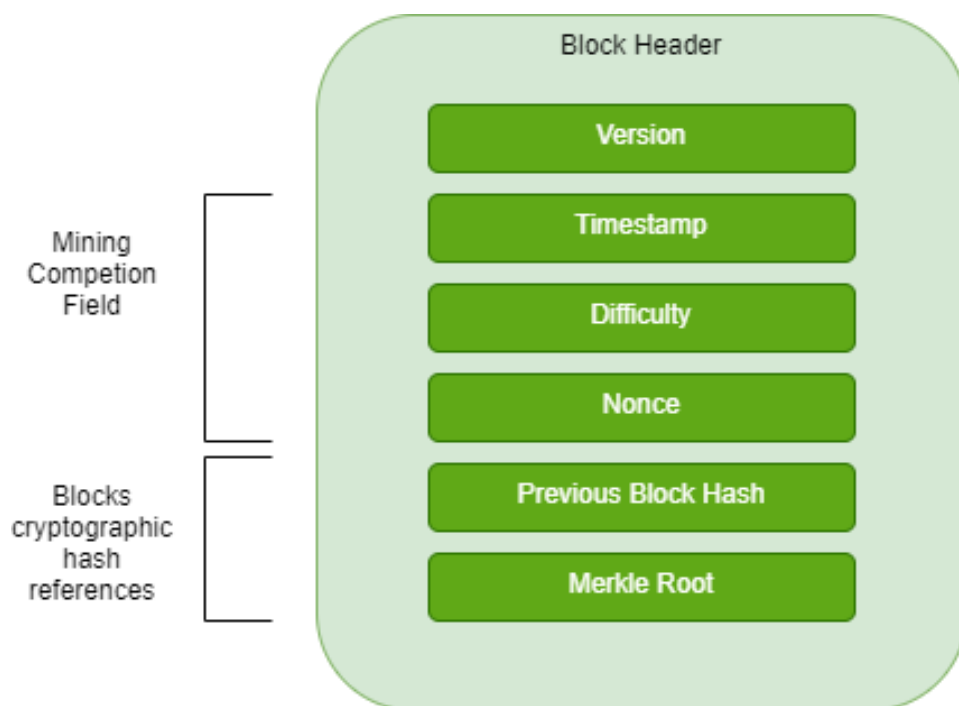 Block Header
Version
Timestamp
Difficulty
Nonce
Previous Block Hash
Merkle Root
Mining
Competion
Field
Blocks
cryptographic
hash
references